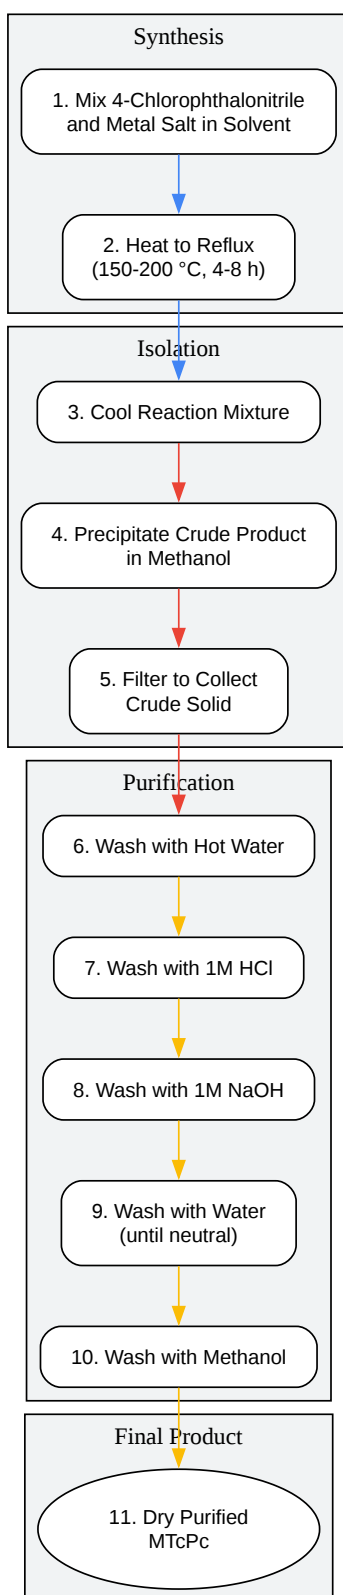 Synthesis
1. Mix 4-Chlorophthalonitrile
and Metal Salt in Solvent
2. Heat to Reflux
(150-200 °C, 4-8 h)
Isolation
3. Cool Reaction Mixture
4. Precipitate Crude Product
in Methanol
5. Filter to Collect
Crude Solid
Purification
6. Wash with Hot Water
7. Wash with 1M HCl
8. Wash with 1M NaOH
9. Wash with Water
(until neutral)
10. Wash with Methanol
Final Product
11. Dry Purified
MTcPc